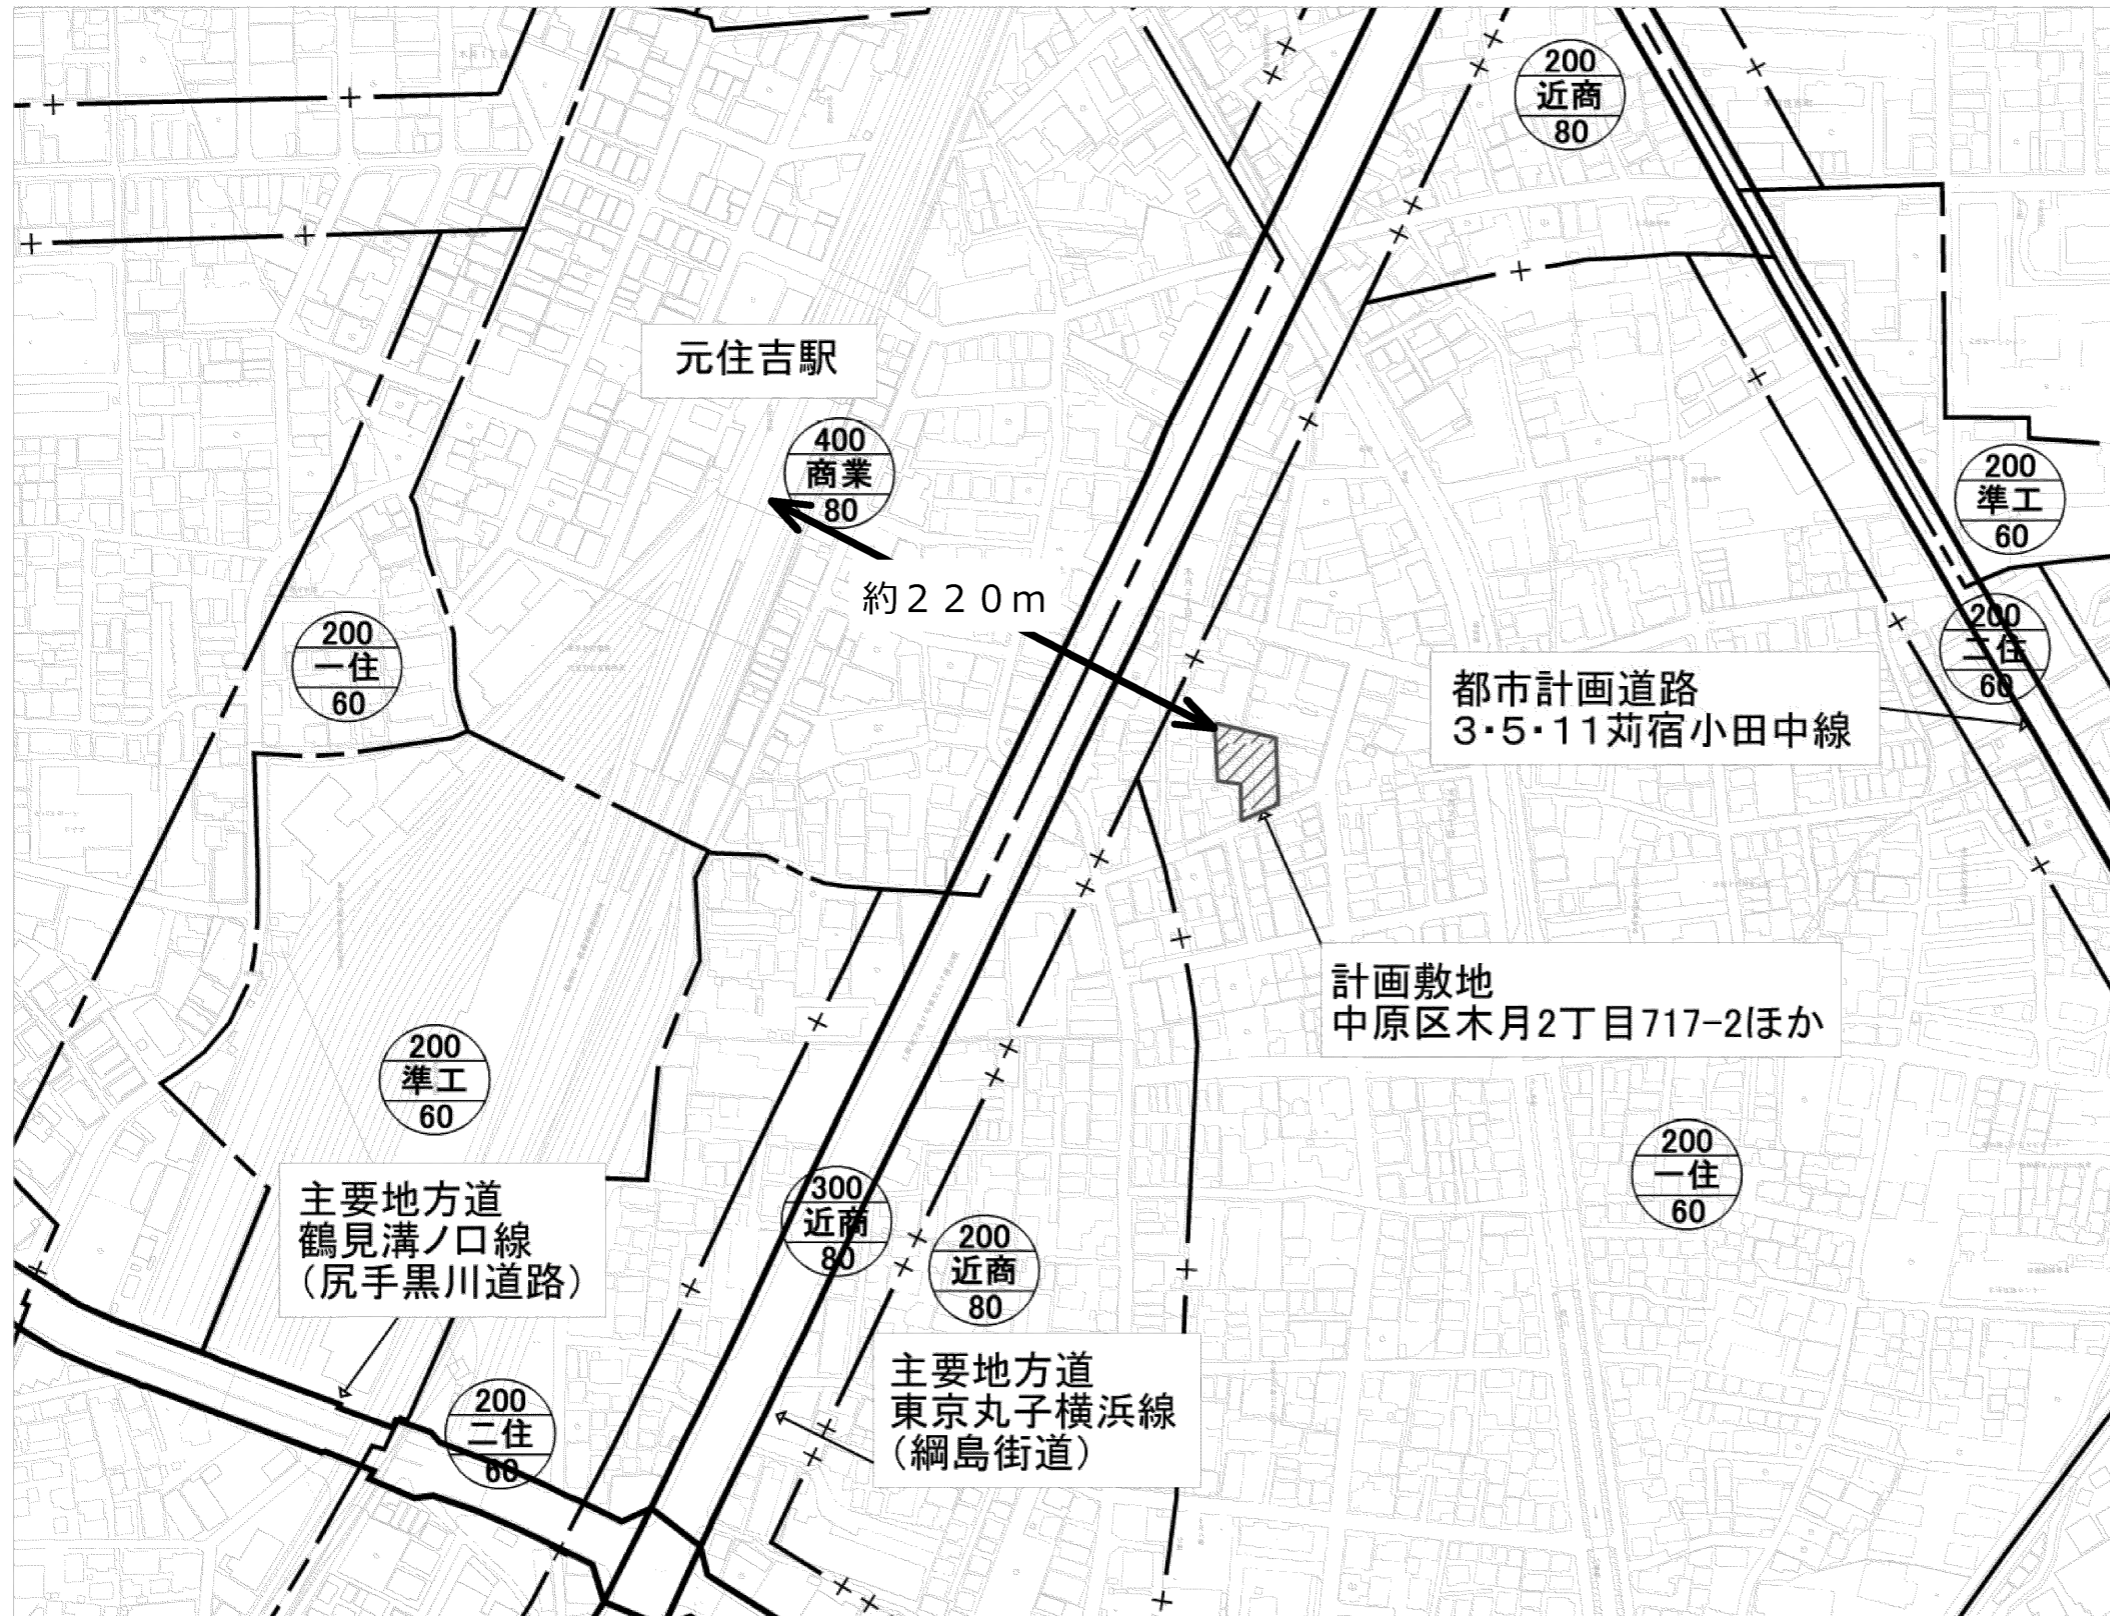 200
近商
80
元住吉駅
400
商業
80
200
準工
60
約２２０ｍ
200
一住
60
200
二住
60
都市計画道路
3・5・11苅宿小田中線
計画敷地
中原区木月2丁目717-2ほか
200
準工
60
200
一住
60
主要地方道
鶴見溝ノ口線
（尻手黒川道路）
300
近商
80
200
近商
80
主要地方道
東京丸子横浜線
（綱島街道）
200
二住
60